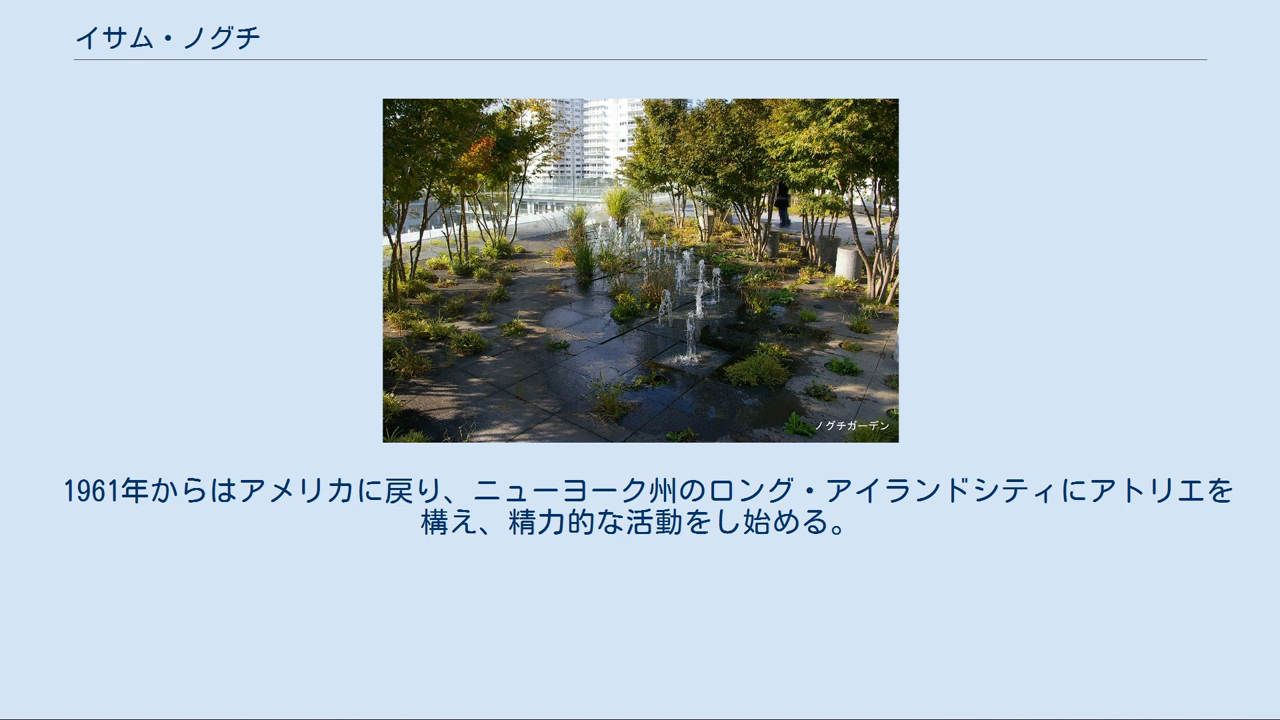 イサム・ノグチ
ノグチガーデン
1961年からはアメリカに戻り、ニューヨーク州のロング・アイランドシティにアトリエを
構え、精力的な活動をし始める。